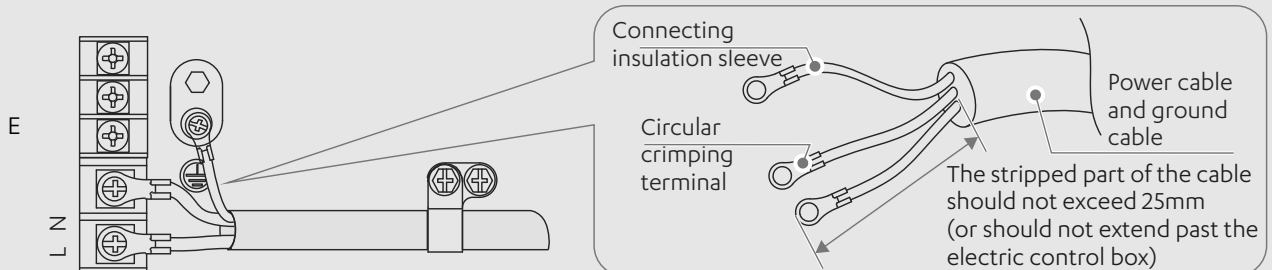 E
L N
Connecting
insulation sleeve
Circular
crimping
terminal
Power cable
and ground
cable
The stripped part of the cable
should not exceed 25mm
(or should not extend past the
electric control box)